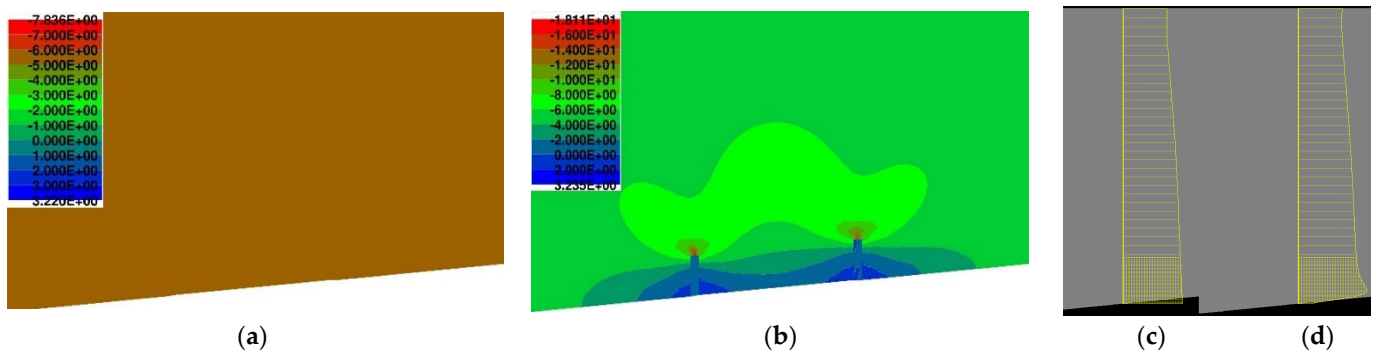 -7.836E+00
-7.000E+00
-6.000E+00
-5.000E+00
-4.000E+00
-3.000E+00
-2.000E+00
-1.000E+00
0.000E+00
1.000E+00
2.000E+00
3.000E+00
3.220E+00
-1.811E+01
-1.600E+01
-1.400E+01
-1.200E+01
-1.000E+01
-8.000E+00
-6.000E+00
-4.000E+00
-2.000E+00
0.000E+00
2.000E+00
3.235E+00
(a)
(b)
(c)
(d)